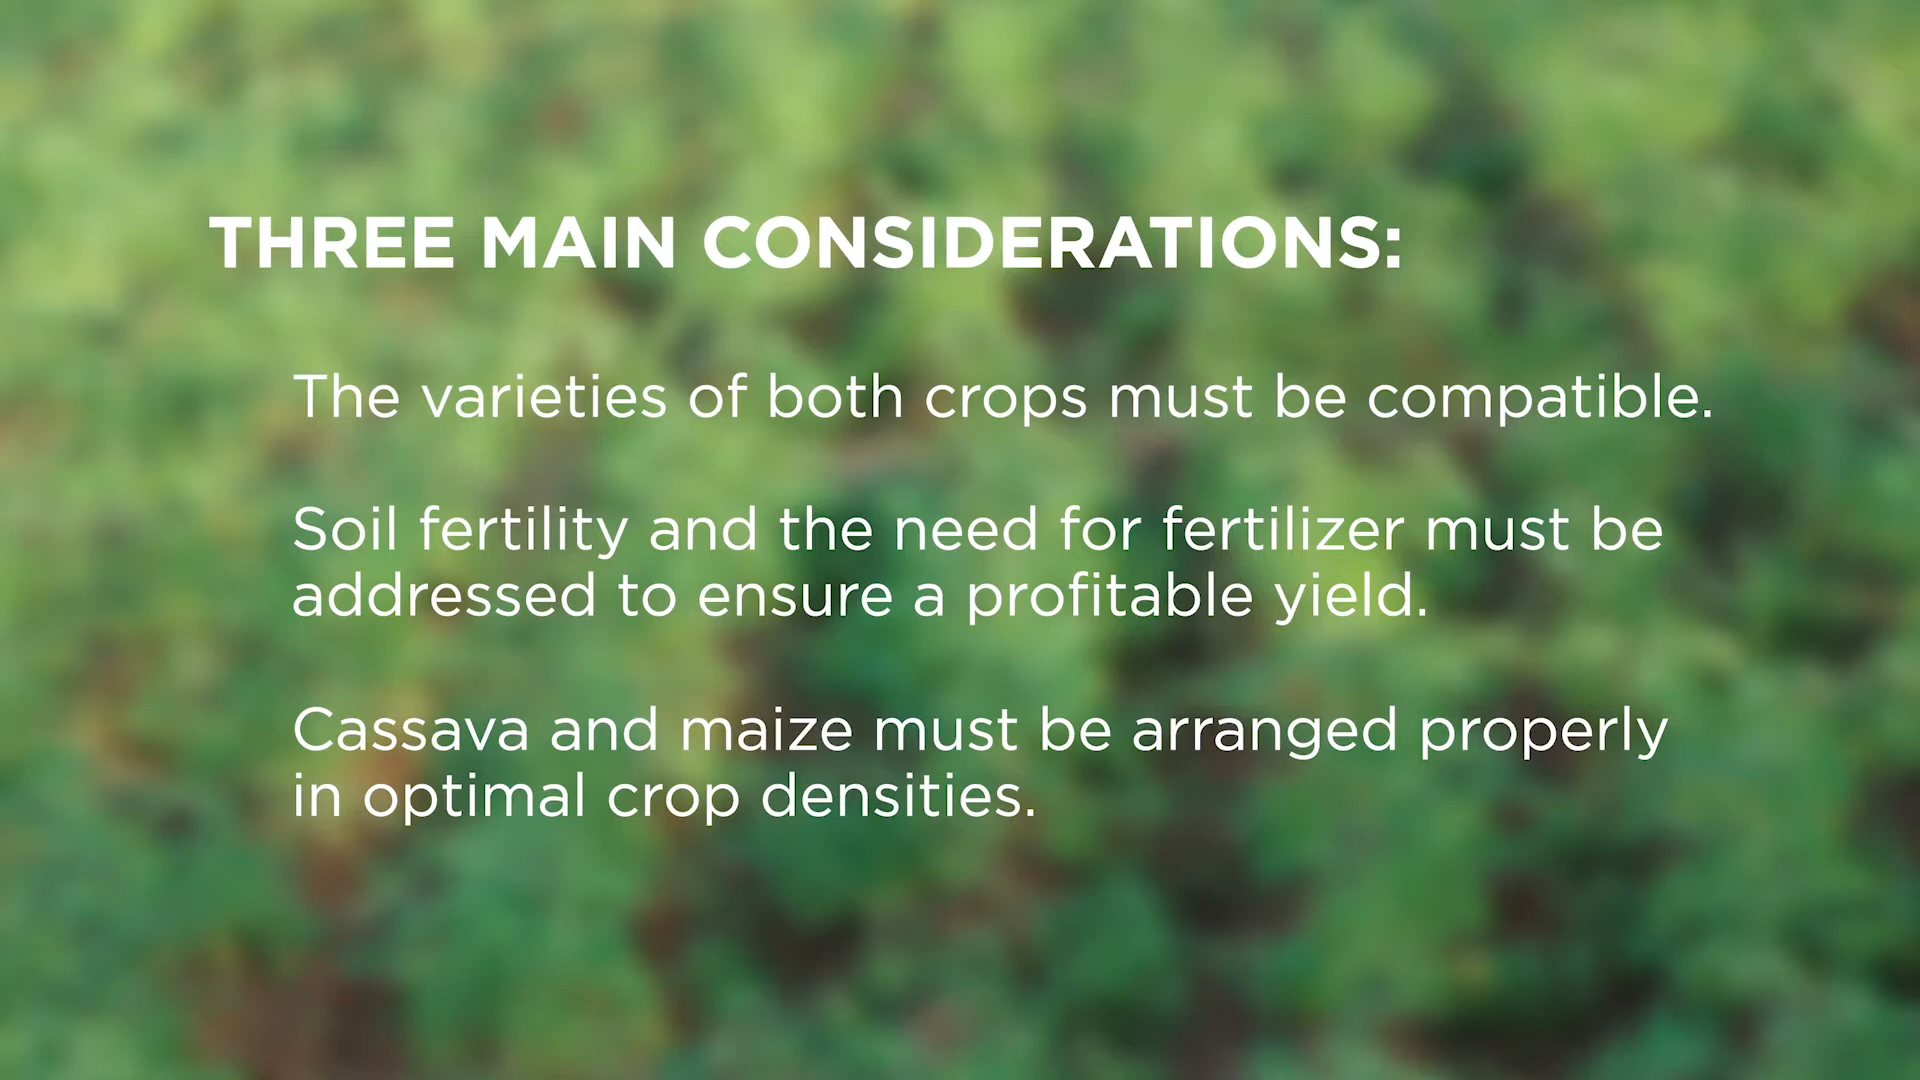 THREE MAIN CONSIDERATIONS:
The varieties of both crops must be compatible.
Soil fertility and the need for fertilizer must be
addressed to ensure a profitable yield.
Cassava and maize must be arranged properly
in optimal crop densities.